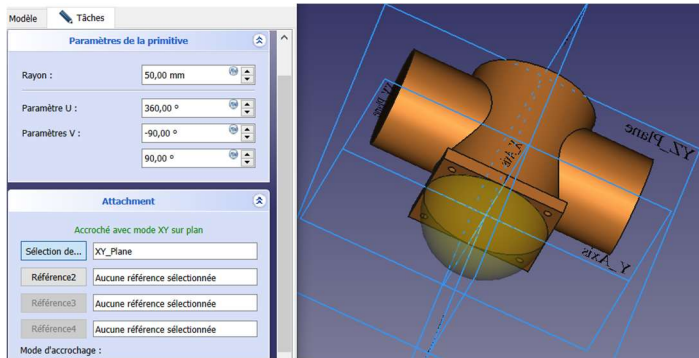 Modèle
Tâches
Paramètres de la primitive
Rayon :
50,00 mm
Paramètre U :
360,00 º
Paramètres V :
-90,00 º
90,00 º
Attachment
Accroché avec mode XY sur plan
Sélection de...
XY_Plane
Référence2
Aucune référence sélectionnée
Référence3
Aucune référence sélectionnée
Référence4
Aucune référence sélectionnée
Mode d'accrochage :
YZ_Plane
Y_Axis